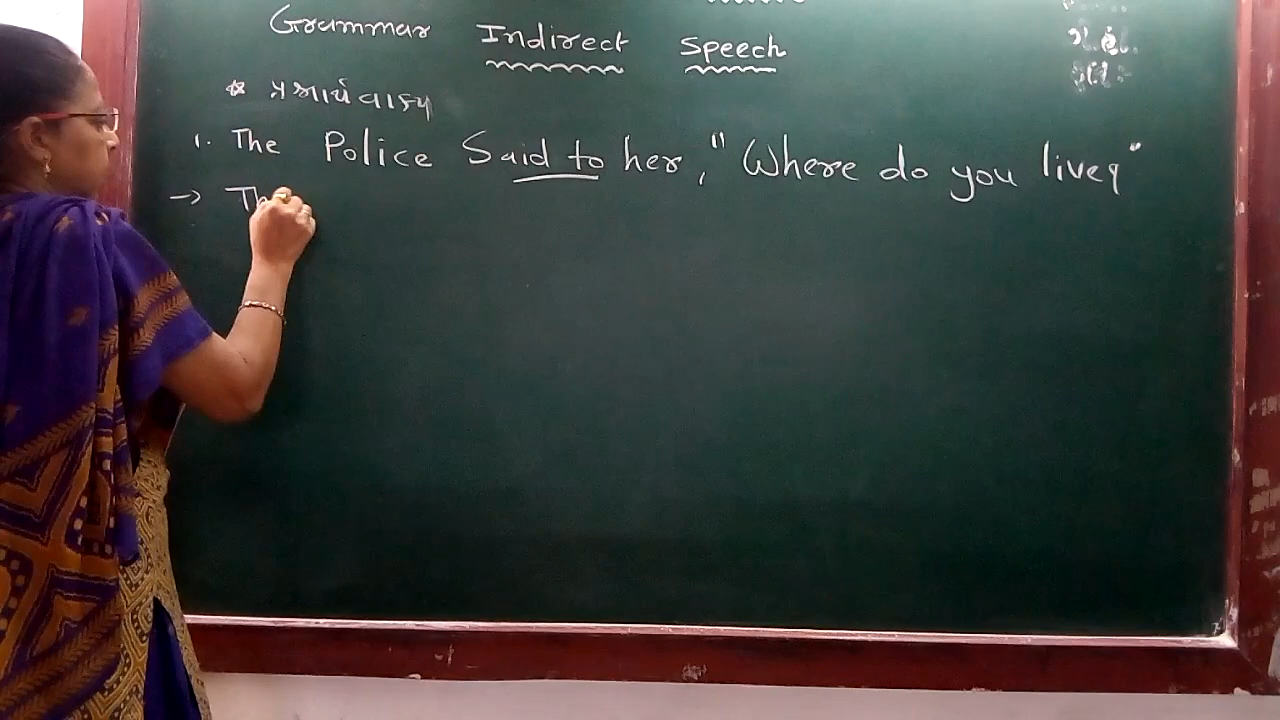 Grammar Indirect Speech
* પ્રશ્નાર્થ વાક્ય
1. The Police Said to her, "Where do you live?"
→ Th